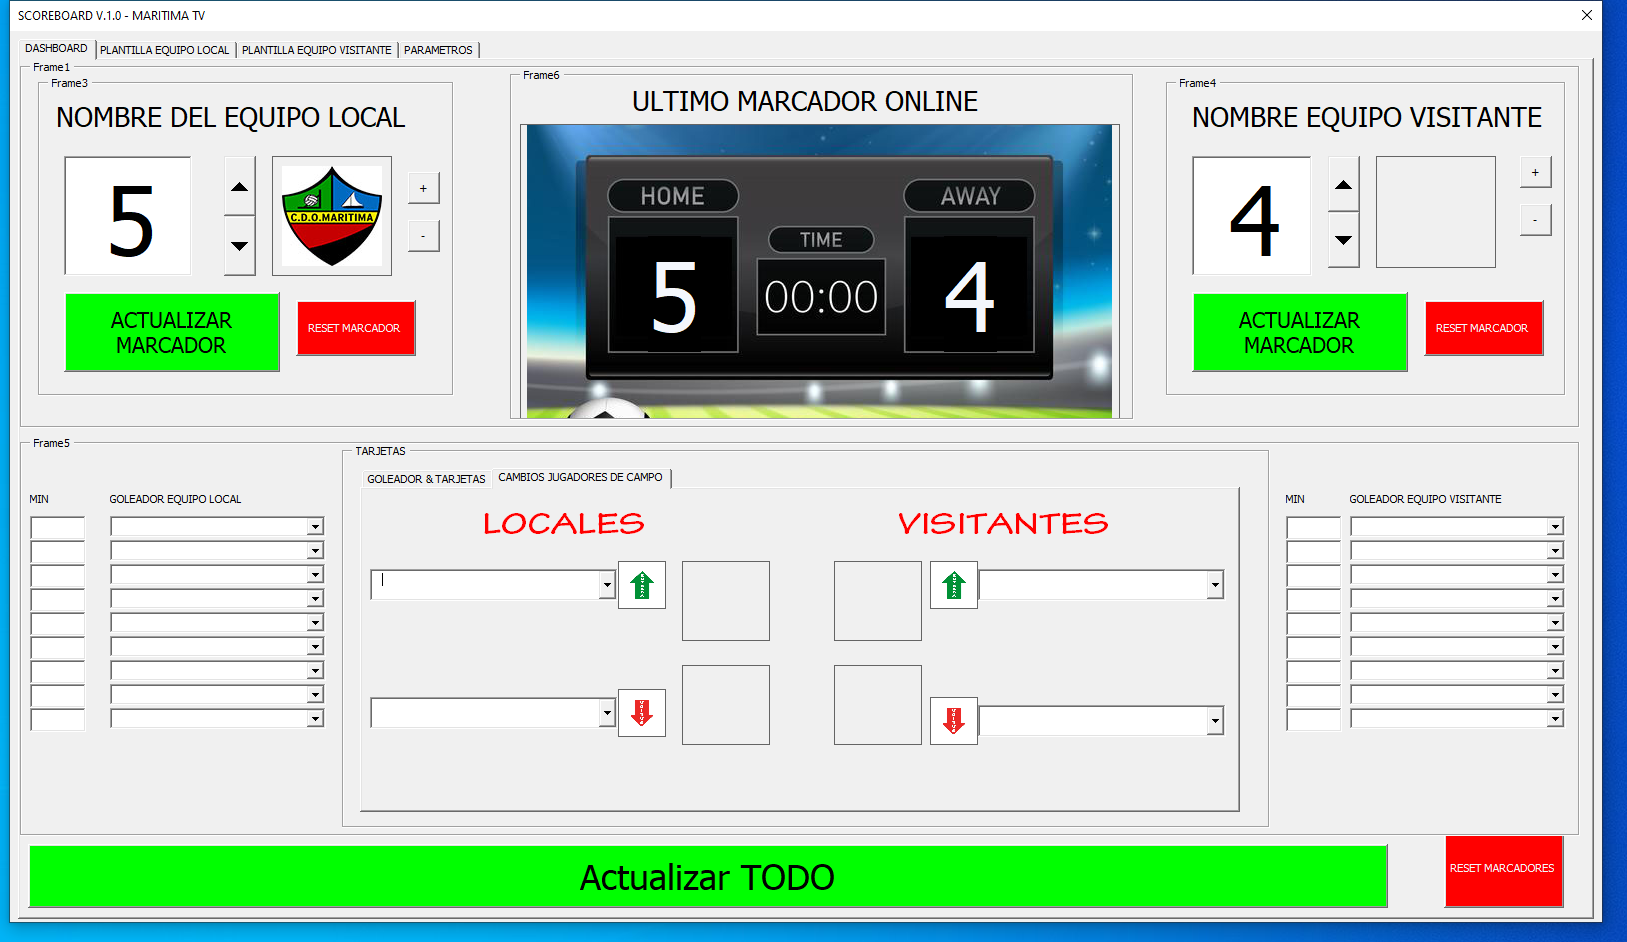 SCOREBOARD V.1.0 - MARITIMA TV
DASHBOARD
PLANTILLA EQUIPO LOCAL
PLANTILLA EQUIPO VISITANTE
PARAMETROS
Frame1
Frame3
NOMBRE DEL EQUIPO LOCAL
5
C.D.O.MARITIMA
+
-
ACTUALIZAR
MARCADOR
RESET MARCADOR
Frame6
ULTIMO MARCADOR ONLINE
HOME
AWAY
TIME
5
00:00
4
Frame4
NOMBRE EQUIPO VISITANTE
4
+
-
ACTUALIZAR
MARCADOR
RESET MARCADOR
Frame5
MIN
GOLEADOR EQUIPO LOCAL
TARJETAS
GOLEADOR & TARJETAS
CAMBIOS JUGADORES DE CAMPO
LOCALES
VISITANTES
MIN
GOLEADOR EQUIPO VISITANTE
Actualizar TODO
RESET MARCADORES